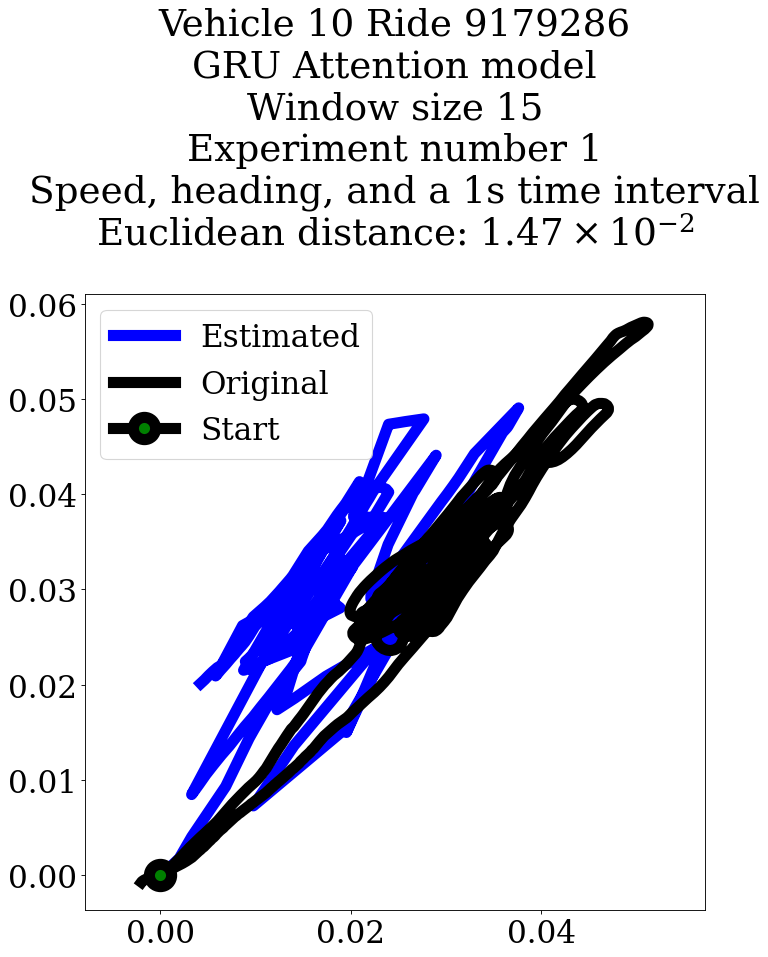 Vehicle 10 Ride 9179286
GRU Attention model
Window size 15
Experiment number 1
Speed, heading, and a 1s time interval
Euclidean distance: 1.47 × 10⁻²
Estimated
Original
Start
0.06
0.05
0.04
0.03
0.02
0.01
0.00
0.00 0.02 0.04